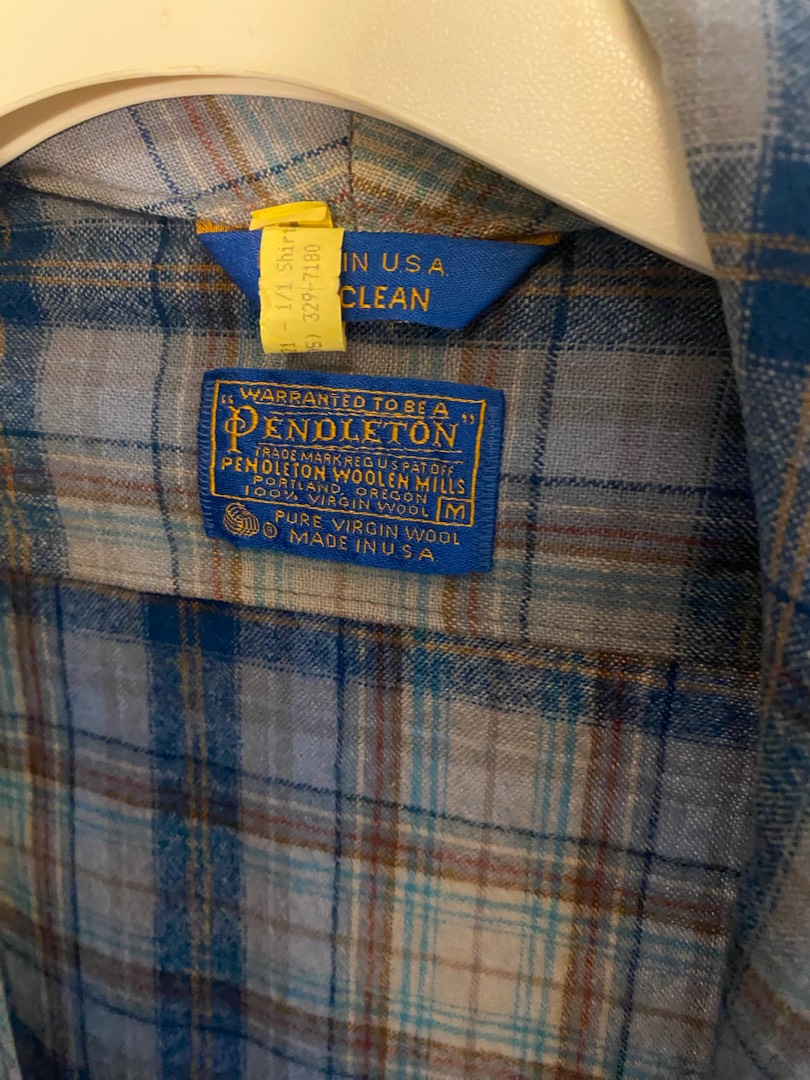 IN U.S.A.
CLEAN
1/1 Shirt
329-7180
WARRANTED TO BE A
"PENDLETON"
TRADE MARK REG U S PAT OFF
PENDLETON WOOLEN MILLS
PORTLAND, OREGON
100% VIRGIN WOOL M
® PURE VIRGIN WOOL
MADE IN U.S.A.